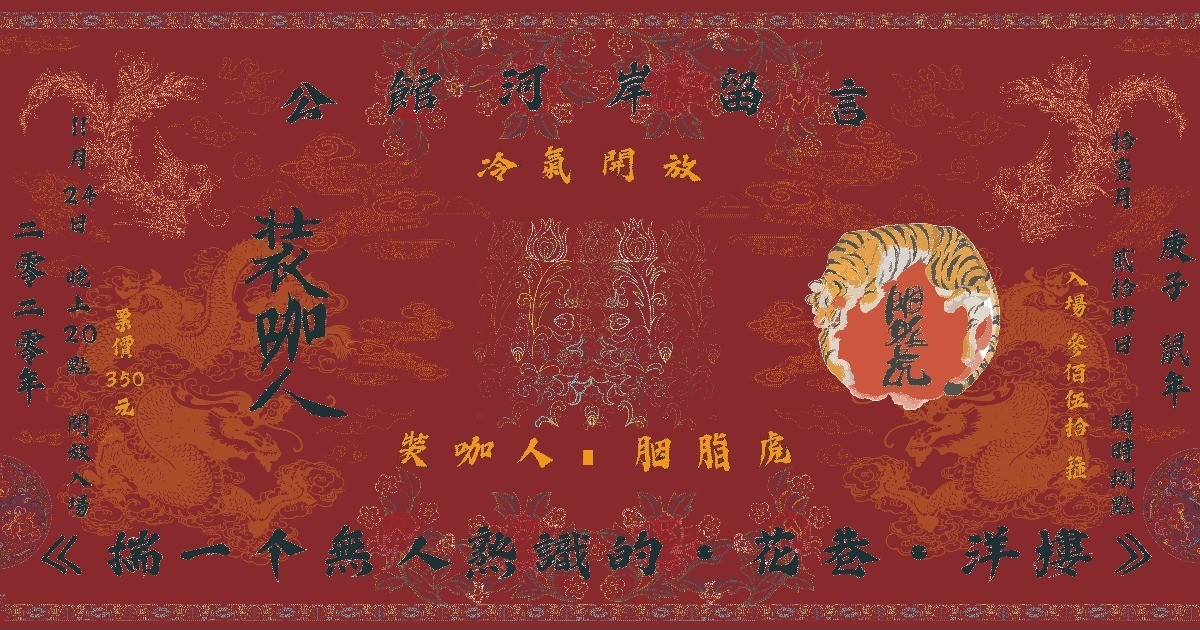 公館河岸留言
冷氣開放
二零二零年
11月24日 晚上20點 開放入場
票價350元
裝咖人
胭脂虎
入場 參佰伍拾
拾壹月 貳拾肆日 捌點
庚子 鼠年
裝咖人.胭脂虎
《揣一个無人熟識的・花巷・洋樓》